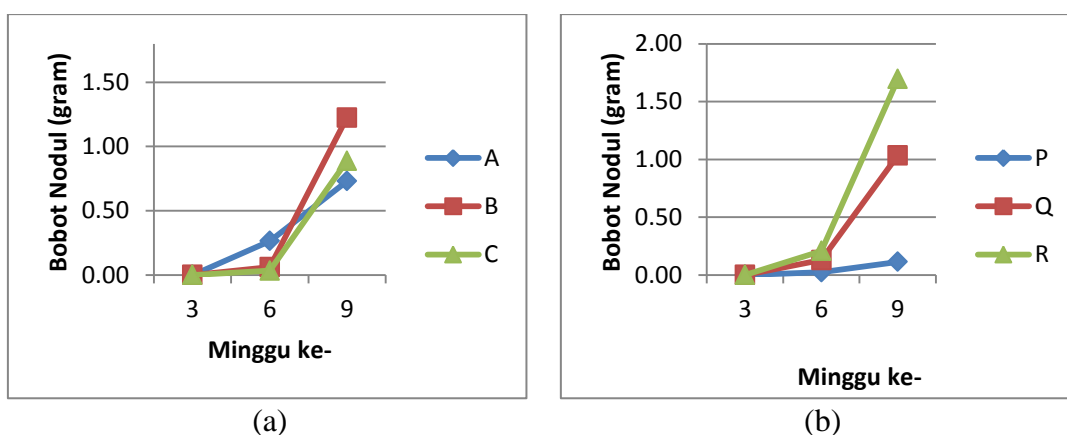 Bobot Nodul (gram)
1.50
1.00
0.50
0.00
3 6 9
Minggu ke-
A
B
C
(a)
Bobot Nodul (gram)
2.00
1.50
1.00
0.50
0.00
3 6 9
Minggu ke-
P
Q
R
(b)